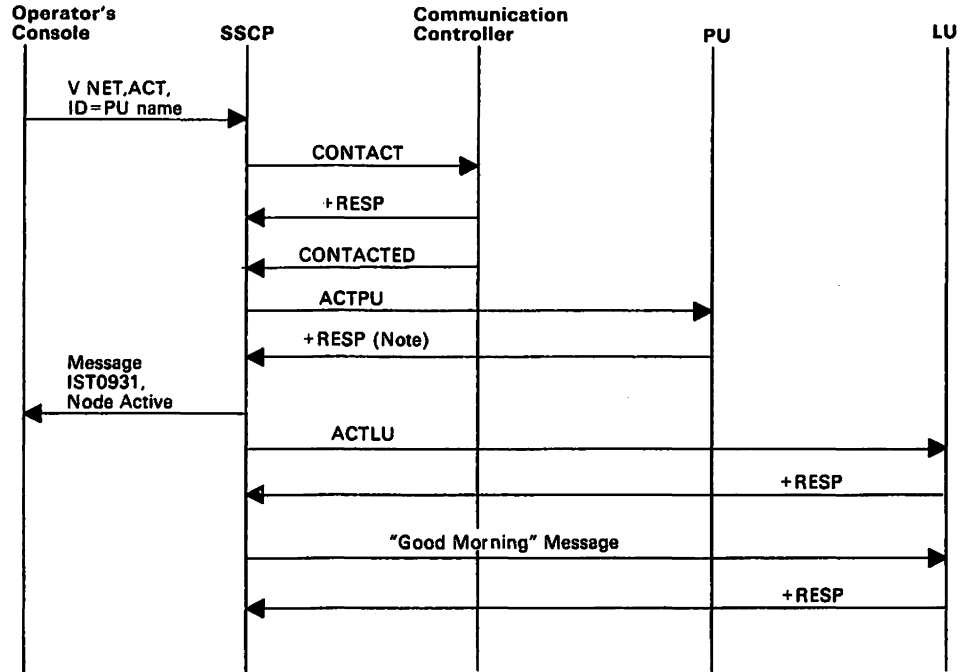 Operator's
Console
SSCP
Communication
Controller
PU
LU
V NET,ACT,
ID=PU name
CONTACT
+RESP
CONTACTED
ACTPU
+RESP (Note)
Message
IST0931,
Node Active
ACTLU
+RESP
"Good Morning" Message
+RESP